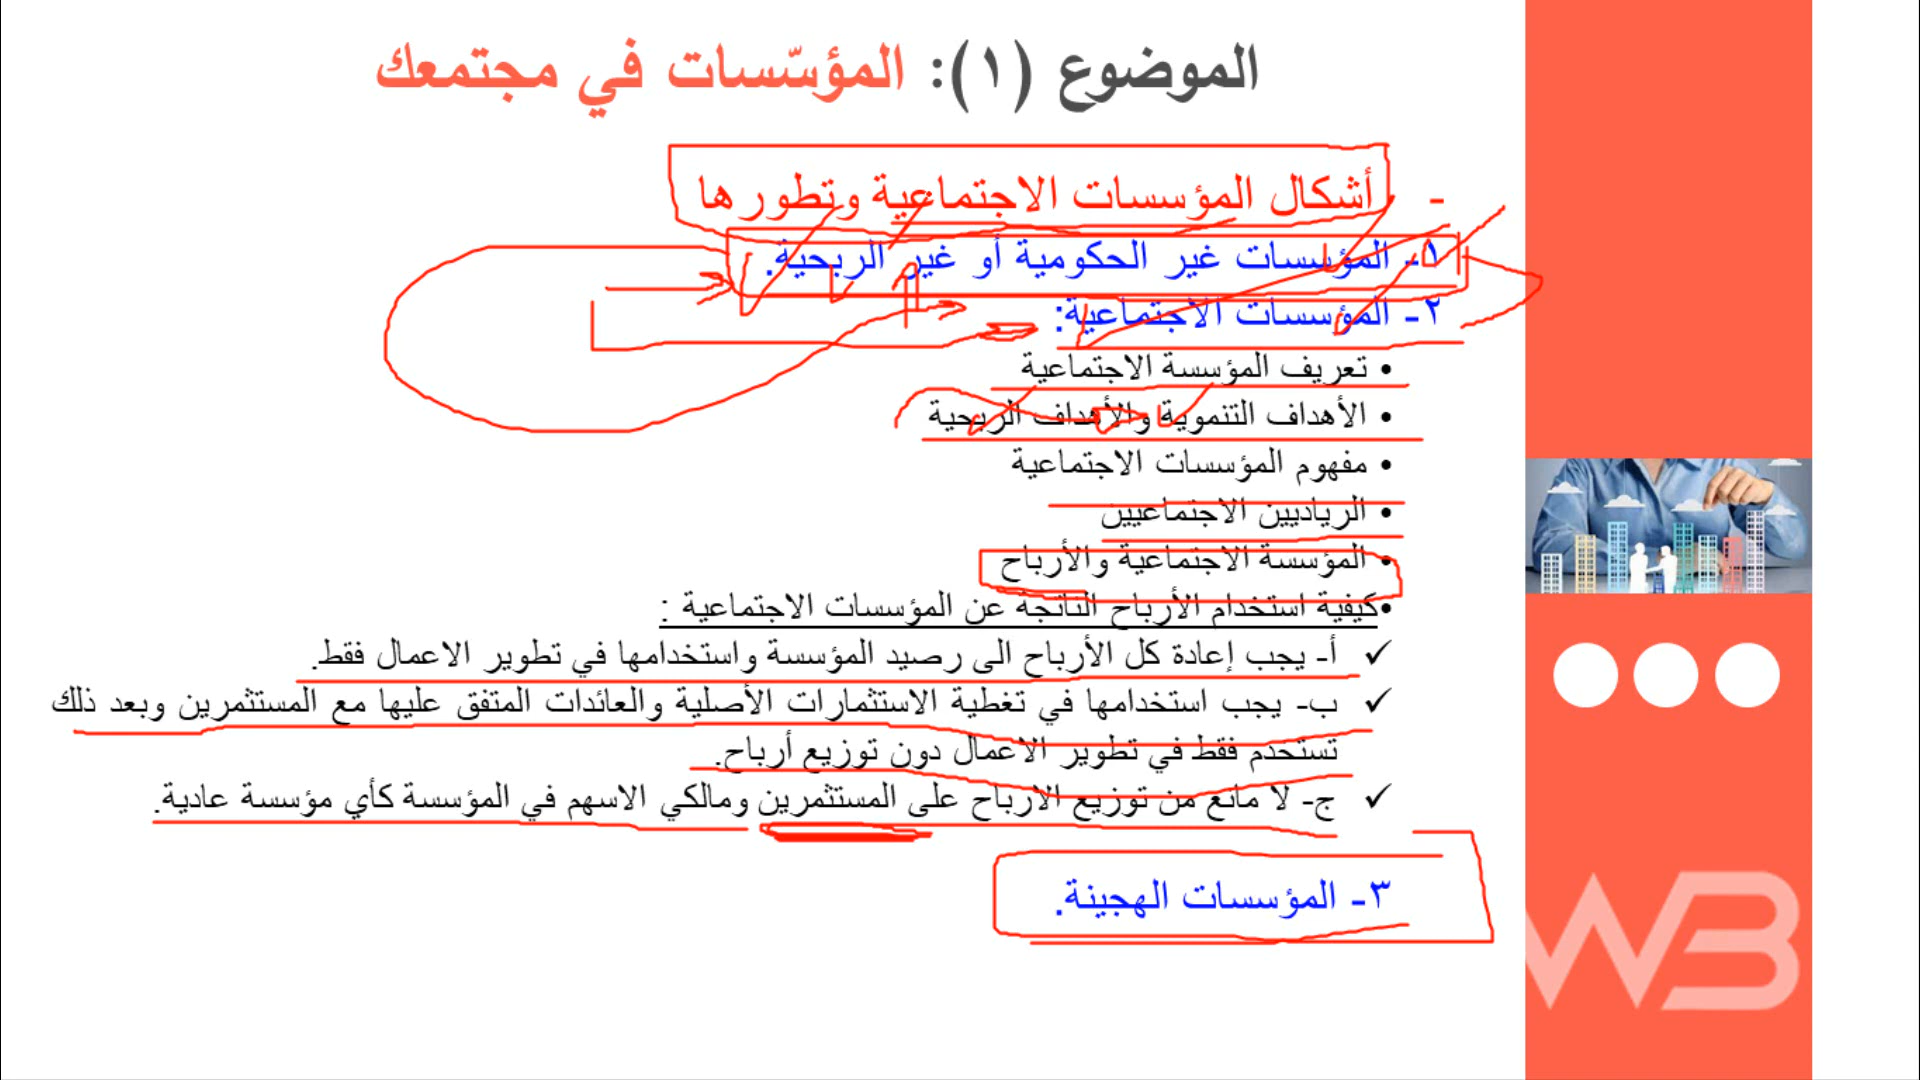 الموضوع (١): المؤسّسات في مجتمعك
- أشكال المؤسسات الاجتماعية وتطورها
١- المؤسسات غير الحكومية أو غير الربحية.
٢- المؤسسات الاجتماعية:
• تعريف المؤسسة الاجتماعية
• الأهداف التنموية والأهداف الربحية
• مفهوم المؤسسات الاجتماعية
• الرياديين الاجتماعيين
• المؤسسة الاجتماعية والأرباح
•كيفية استخدام الأرباح الناتجه عن المؤسسات الاجتماعية :
✓ أ- يجب إعادة كل الأرباح الى رصيد المؤسسة واستخدامها في تطوير الاعمال فقط.
✓ ب- يجب استخدامها في تغطية الاستثمارات الأصلية والعائدات المتفق عليها مع المستثمرين وبعد ذلك
تستخدم فقط في تطوير الاعمال دون توزيع أرباح.
✓ ج- لا مانع من توزيع الارباح على المستثمرين ومالكي الاسهم في المؤسسة كأي مؤسسة عادية.
٣- المؤسسات الهجينة.
WB